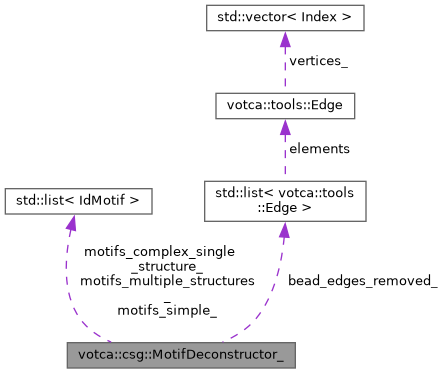 std::vector< Index >
vertices_
votca::tools::Edge
elements
std::list< IdMotif >
std::list< votca::tools
::Edge >
motifs_complex_single
_structure_
motifs_multiple_structures
_
motifs_simple_
bead_edges_removed_
votca::csg::MotifDeconstructor_